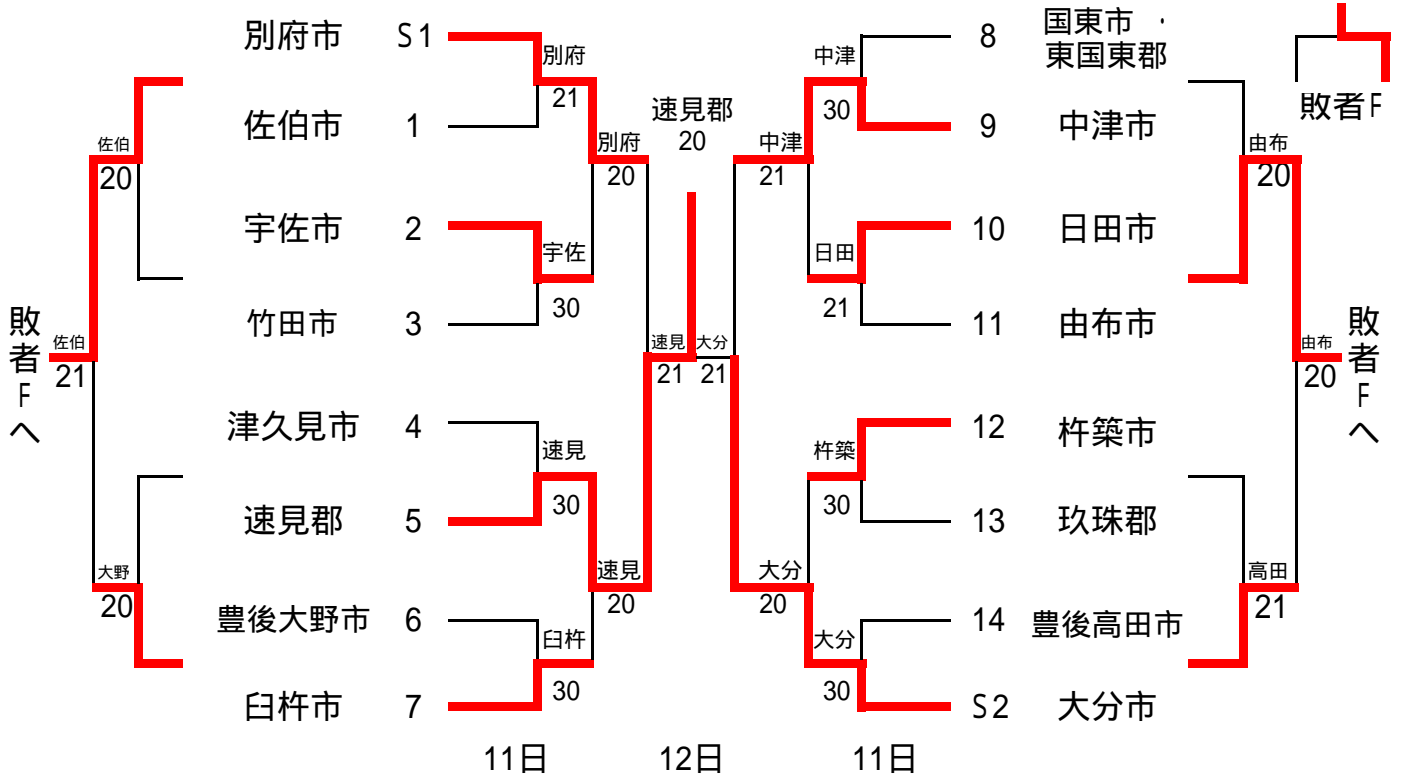 別府市 S1
佐伯市 1
宇佐市 2
竹田市 3
津久見市 4
速見郡 5
豊後大野市 6
臼杵市 7
別府
21
宇佐
30
速見
30
臼杵
30
別府
20
速見
20
速見
21
速見郡
20
大分
21
中津
21
大分
20
中津
30
日田
21
杵築
30
大分
30
8 国東市・
東国東郡
9 中津市
10 日田市
11 由布市
12 杵築市
13 玖珠郡
14 豊後高田市
S2 大分市
佐伯
20
大野
20
佐伯
21
敗者Fへ
由布
20
高田
21
由布
20
敗者Fへ
敗者F
11日 12日 11日